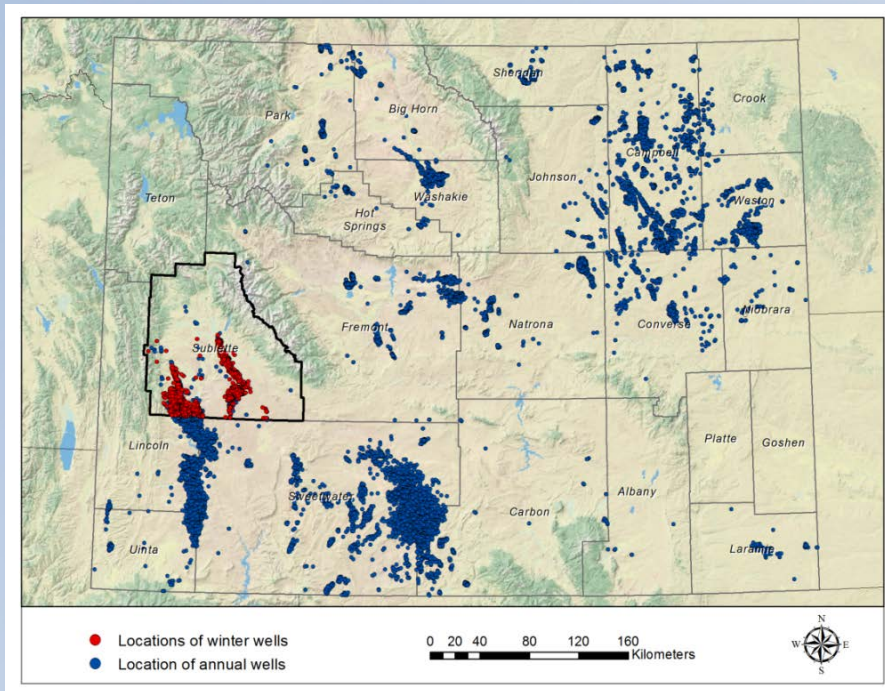 Sheridan
Crook
Park
Big Horn
Campbell
Johnson
Teton
Washakie
Weston
Hot
Springs
Sublette
Fremont
Natrona
Converse
Niobrara
Lincoln
Platte
Goshen
Sweetwater
Carbon
Albany
Uinta
Laramie
Locations of winter wells
Location of annual wells
0 10 20 40 80 120 160
Kilometers
N
W E
S